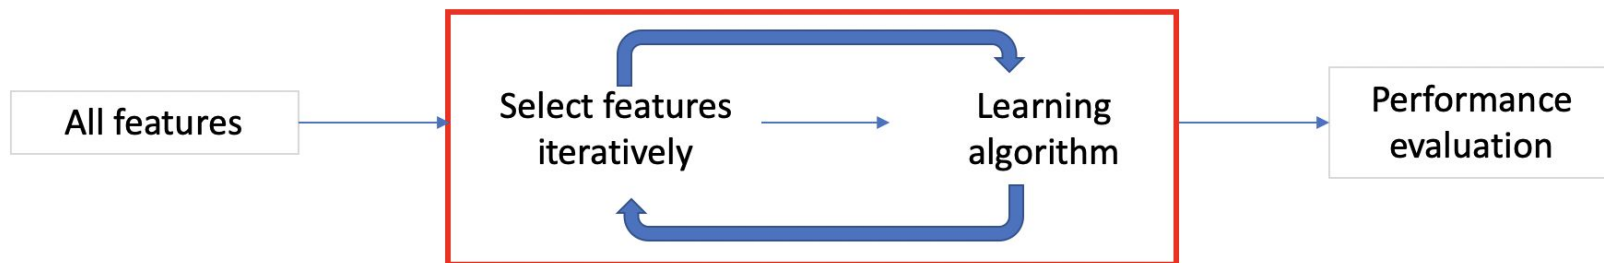 All features
Select features
iteratively
Learning
algorithm
Performance
evaluation